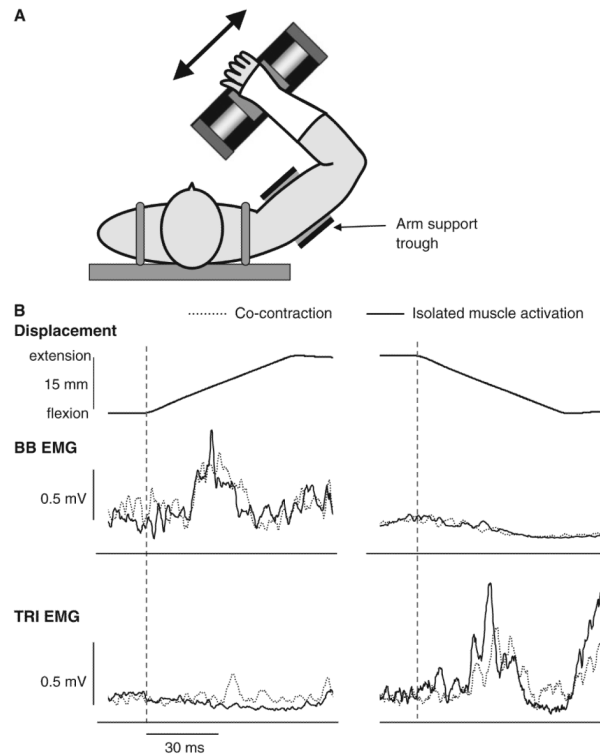 A
Arm support
trough
B
Co-contraction
Isolated muscle activation
Displacement
extension
15 mm
flexion
BB EMG
0.5 mV
TRI EMG
0.5 mV
30 ms